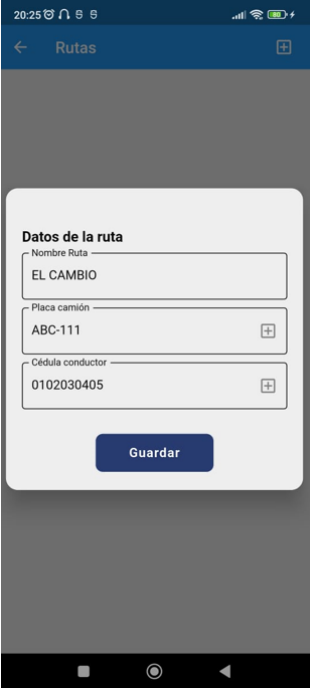 20:25
Rutas
Datos de la ruta
Nombre Ruta
EL CAMBIO
Placa camión
ABC-111
Cédula conductor
0102030405
Guardar